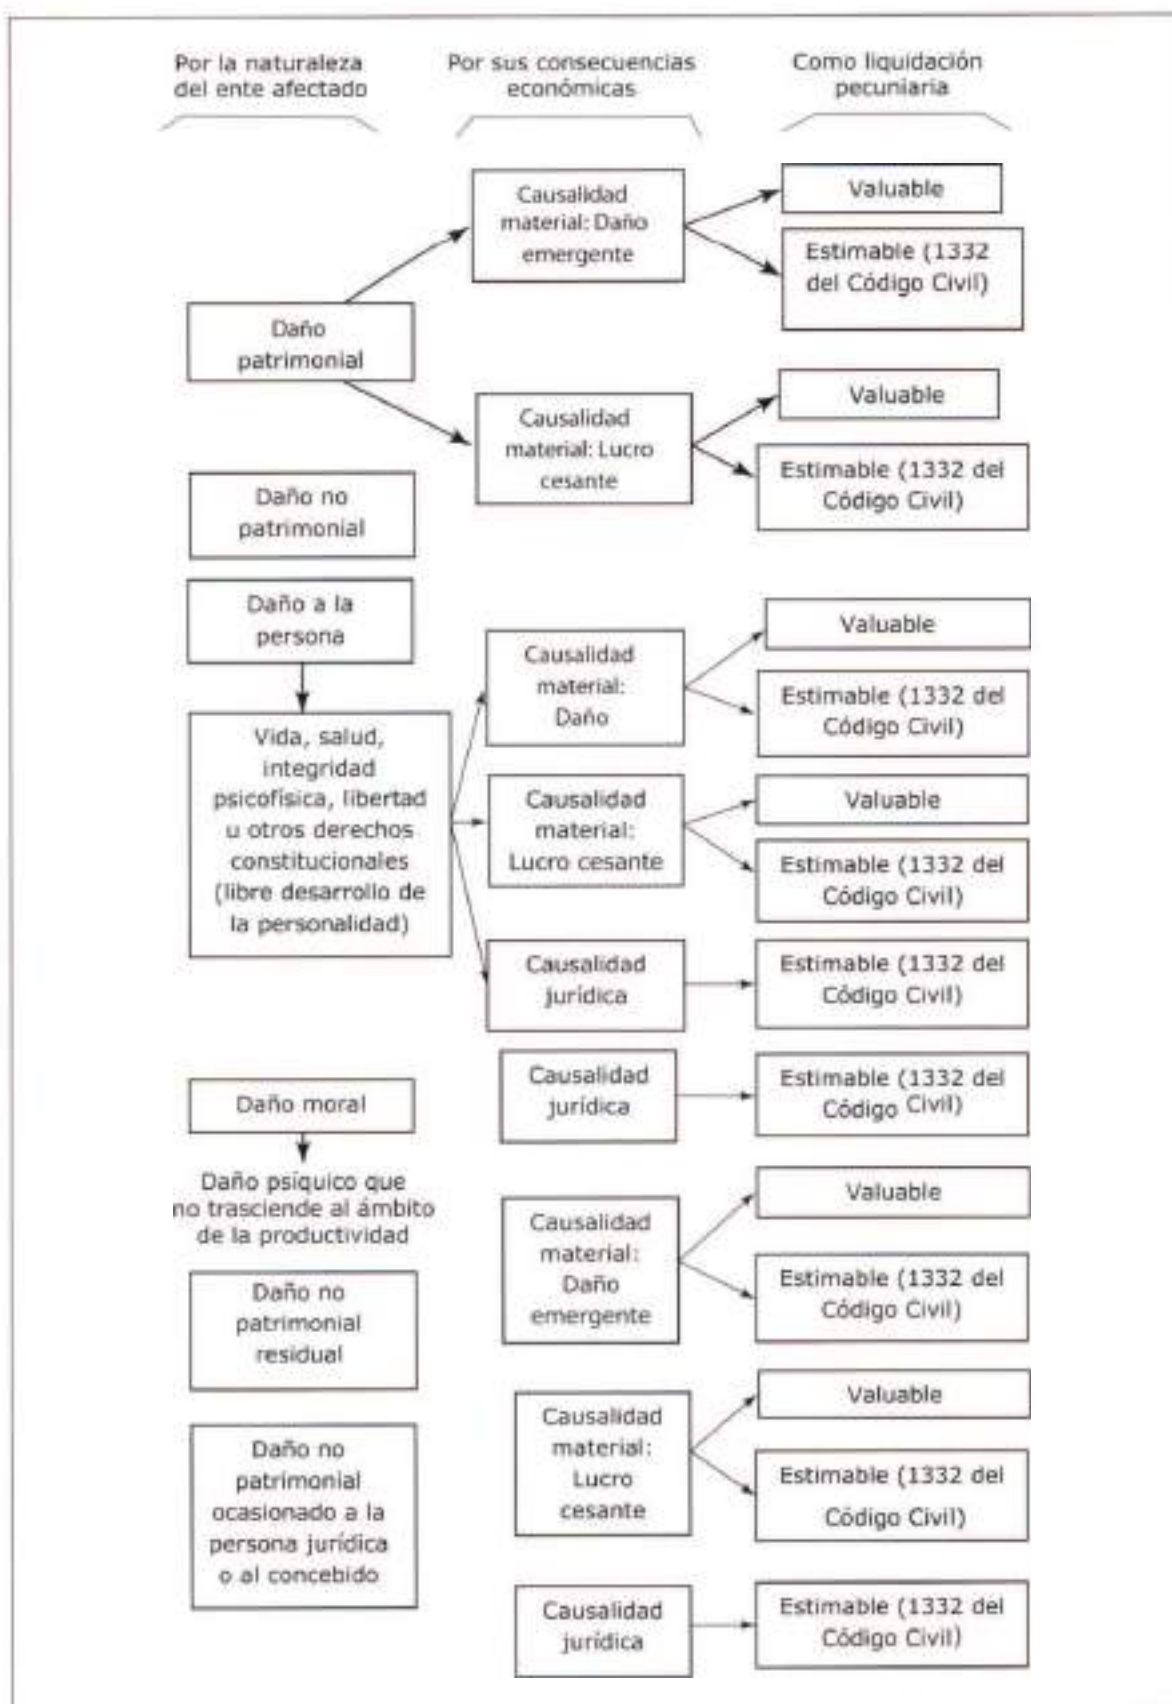 Por la naturaleza
del ente afectado
Por sus consecuencias
económicas
Como liquidación
pecuniaria
Daño
patrimonial
Causalidad
material: Daño
emergente
Valuable
Estimable (1332
del Código Civil)
Causalidad
material: Lucro
cesante
Valuable
Estimable (1332 del
Código Civil)
Daño no
patrimonial
Daño a la
persona
Vida, salud,
integridad
psicofísica, libertad
u otros derechos
constitucionales
(libre desarrollo de
la personalidad)
Causalidad
material:
Daño
Valuable
Estimable (1332 del
Código Civil)
Causalidad
material:
Lucro cesante
Valuable
Estimable (1332 del
Código Civil)
Causalidad
jurídica
Estimable (1332 del
Código Civil)
Daño moral
Daño psíquico que
no trasciende al ámbito
de la productividad
Causalidad
jurídica
Estimable (1332 del
Código Civil)
Daño no
patrimonial
residual
Daño no
patrimonial
ocasionado a la
persona jurídica
o al concebido
Causalidad
material:
Daño
emergente
Valuable
Estimable (1332 del
Código Civil)
Causalidad
material:
Lucro
cesante
Valuable
Estimable (1332 del
Código Civil)
Causalidad
jurídica
Estimable (1332 del
Código Civil)